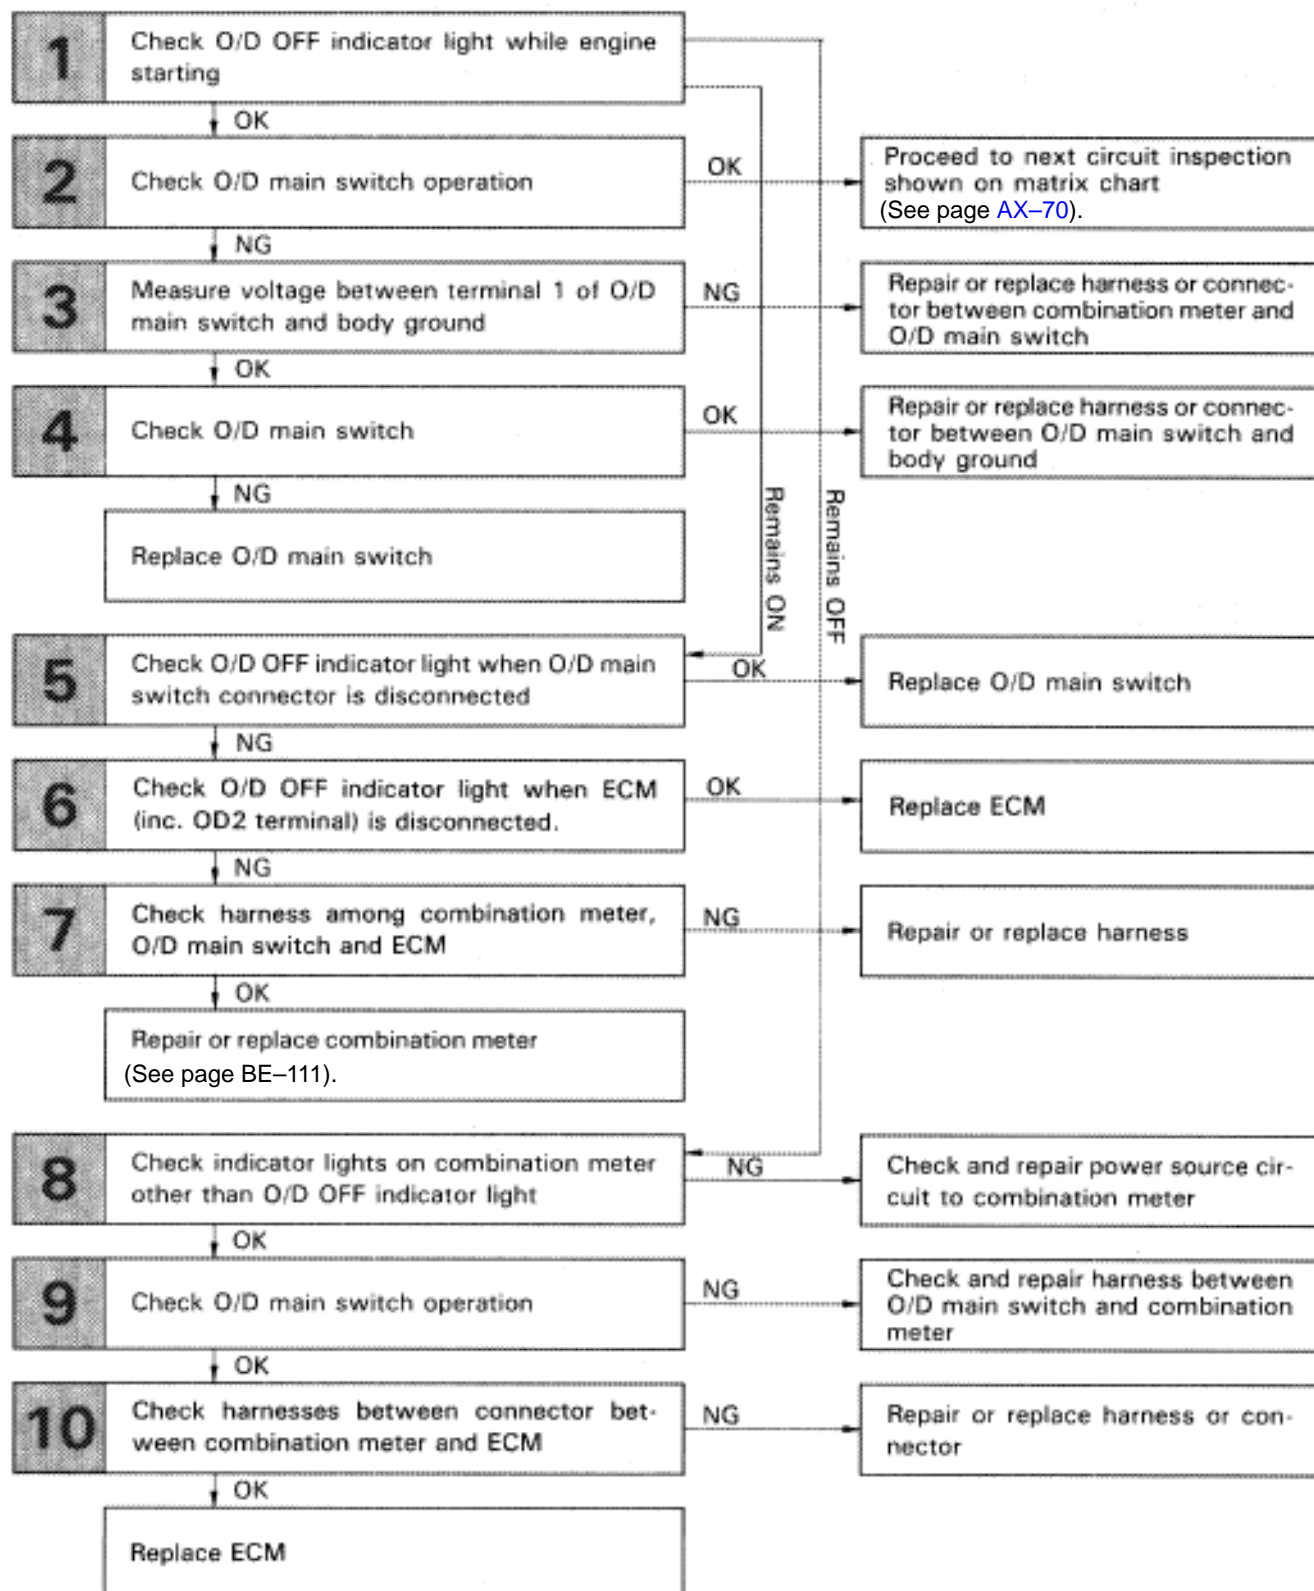 1
Check O/D OFF indicator light while engine
starting
OK
2
Check O/D main switch operation
OK
Proceed to next circuit inspection
shown on matrix chart
(See page AX–70).
NG
3
Measure voltage between terminal 1 of O/D
main switch and body ground
NG
Repair or replace harness or connec-
tor between combination meter and
O/D main switch
OK
4
Check O/D main switch
OK
Repair or replace harness or connec-
tor between O/D main switch and
body ground
NG
Replace O/D main switch
Remains ON
Remains OFF
5
Check O/D OFF indicator light when O/D main
switch connector is disconnected
OK
Replace O/D main switch
NG
6
Check O/D OFF indicator light when ECM
(inc. OD2 terminal) is disconnected.
OK
Replace ECM
NG
7
Check harness among combination meter,
O/D main switch and ECM
NG
Repair or replace harness
OK
Repair or replace combination meter
(See page BE–111).
8
Check indicator lights on combination meter
other than O/D OFF indicator light
NG
Check and repair power source cir-
cuit to combination meter
OK
9
Check O/D main switch operation
NG
Check and repair harness between
O/D main switch and combination
meter
OK
10
Check harnesses between connector bet-
ween combination meter and ECM
NG
Repair or replace harness or con-
nector
OK
Replace ECM